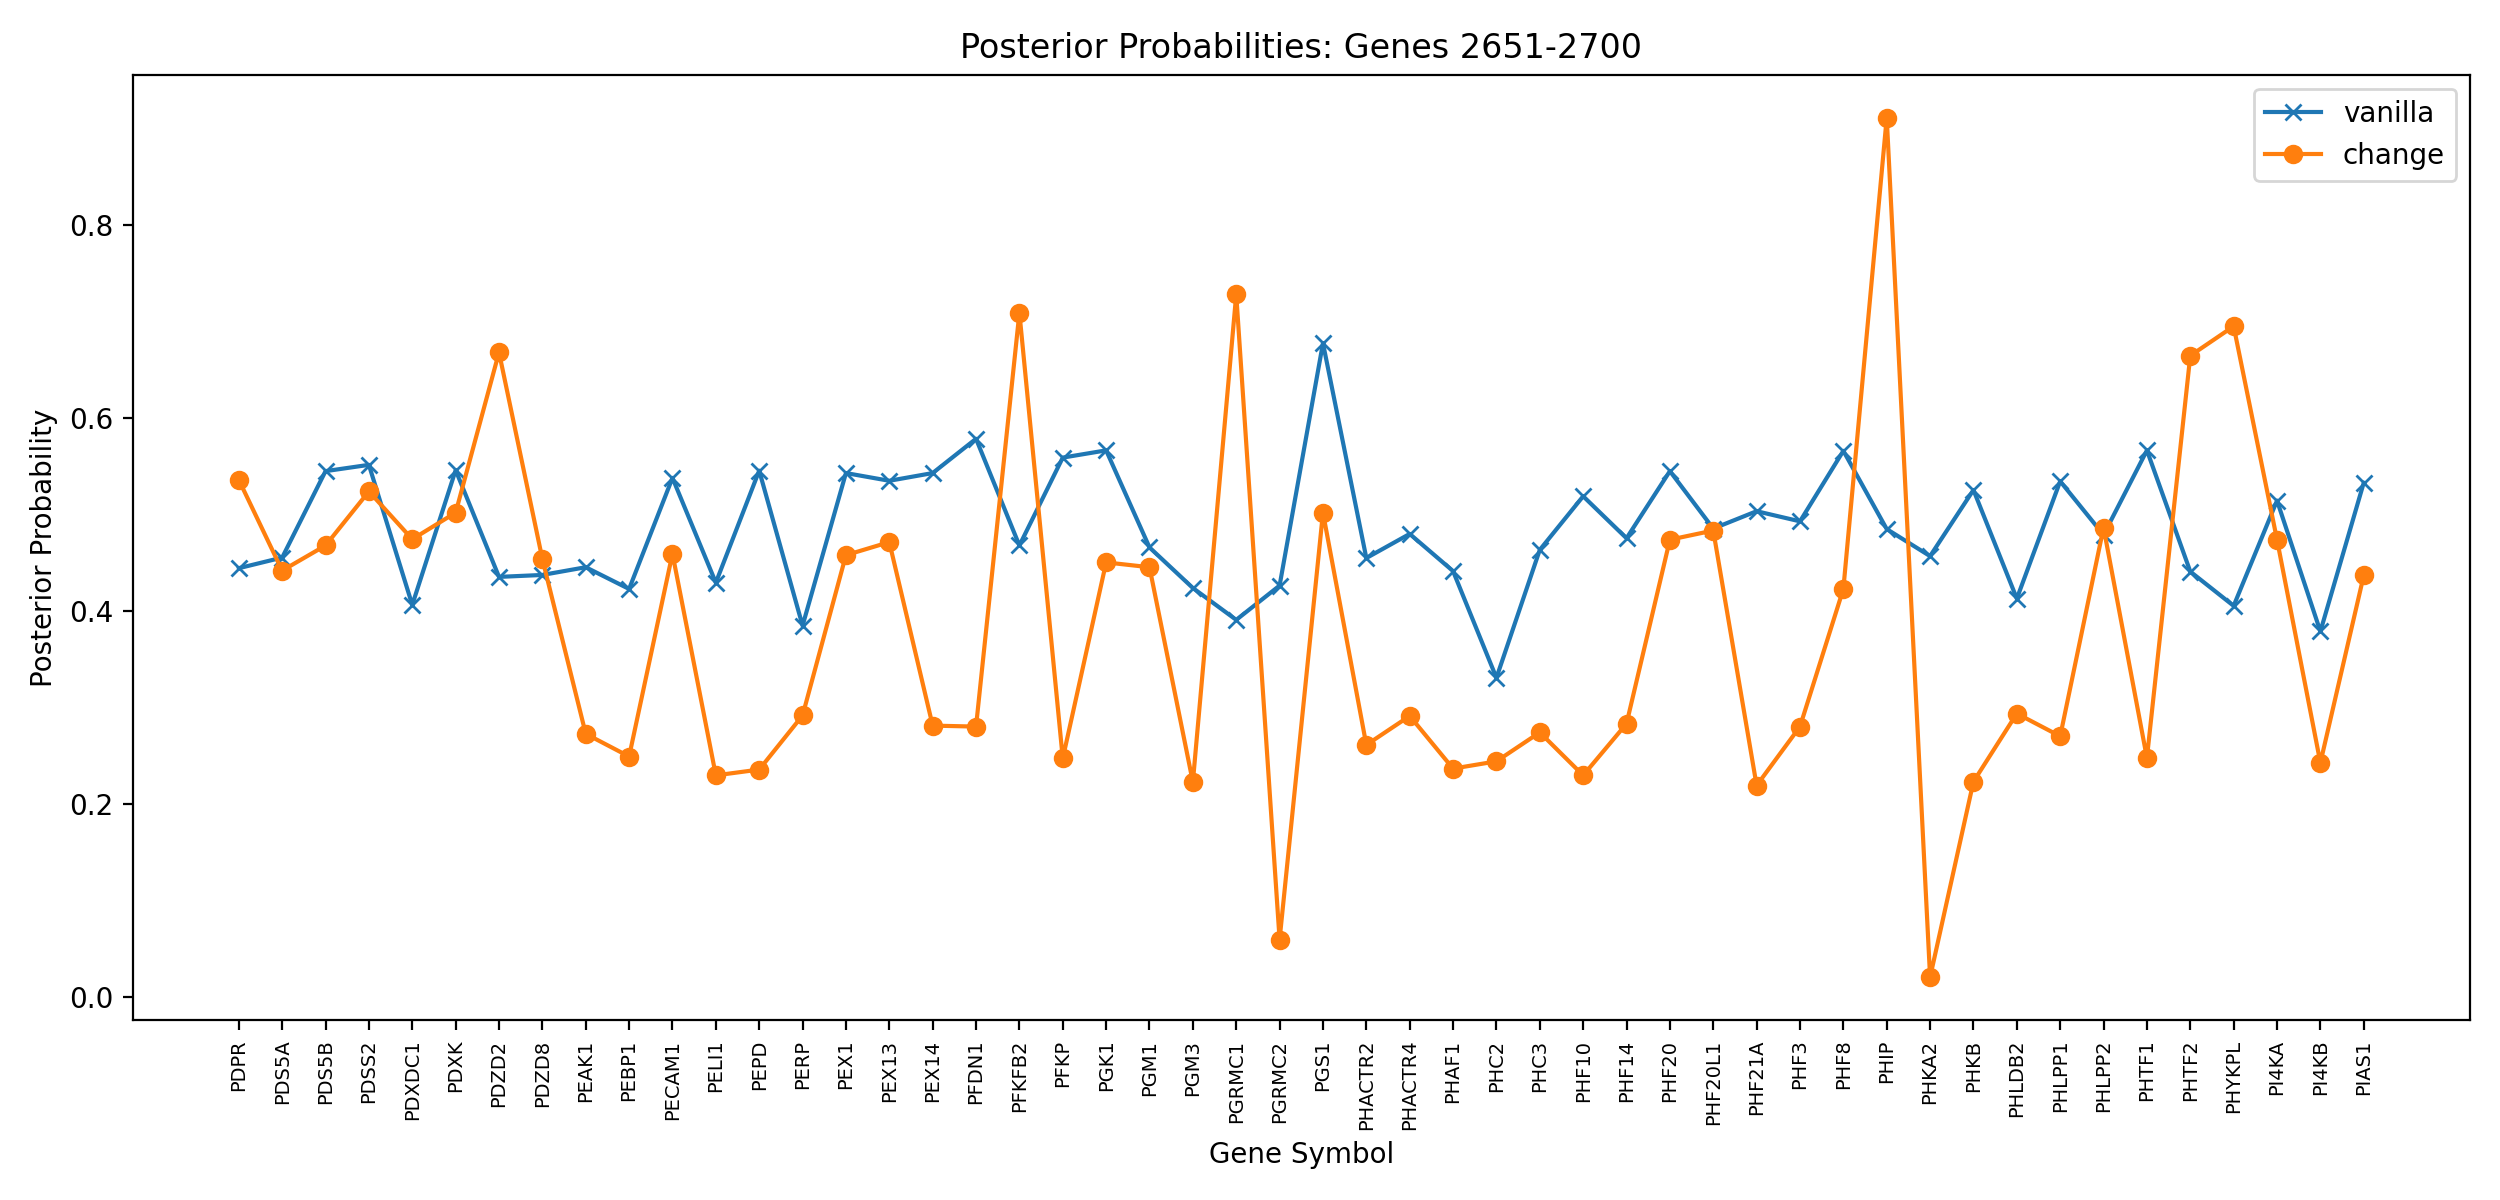 Posterior Probabilities: Genes 2651-2700
vanilla
change
Posterior Probability
0.8
0.6
0.4
0.2
0.0
PDPR
PDS5A
PDS5B
PDSS2
PDXDC1
PDXK
PDZD2
PDZD8
PEAK1
PEBP1
PECAM1
PELI1
PEPD
PERP
PEX1
PEX13
PEX14
PFDN1
PFKFB2
PFKP
PGK1
PGM1
PGM3
PGRMC1
PGRMC2
PGS1
PHACTR2
PHACTR4
PHAF1
PHC2
PHC3
PHF10
PHF14
PHF20
PHF20L1
PHF21A
PHF3
PHF8
PHIP
PHKA2
PHKB
PHLDB2
PHLPP1
PHLPP2
PHTF1
PHTF2
PHYKPL
PI4KA
PI4KB
PIAS1
Gene Symbol